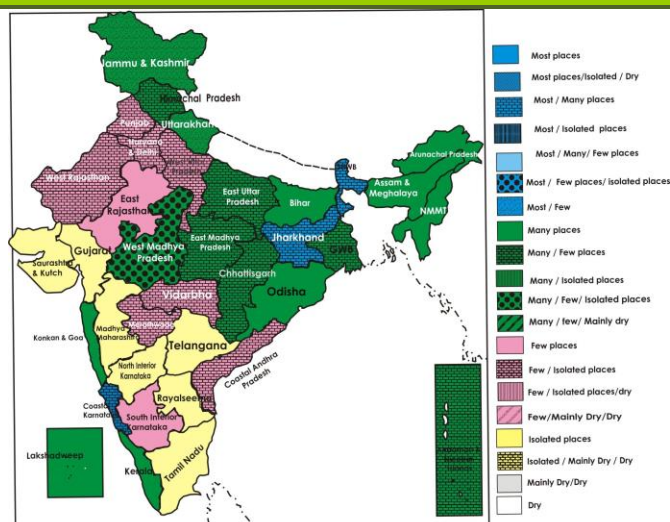 Jammu & Kashmir
Himachal Pradesh
Punjab
Uttarakhand
Haryana
& Delhi
Pradesh
West Rajasthan
East
Rajasthan
East Uttar
Pradesh
Bihar
SHWB
Arunachal Pradesh
Assam &
Meghalaya
NMMT
Jharkhand
GWB
West Madhya
Pradesh
East Madhya
Pradesh
Chhattisgarh
Gujarat
Saurashtra
& Kutch
Odisha
Vidarbha
Marathwada
Madhya
Maharashtra
Konkan & Goa
Telangana
Coastal Andhra
Pradesh
North Interior
Karnataka
Rayalseema
Coastal
Karnataka
South Interior
Karnataka
Tamil Nadu
Kerala
Lakshadweep
Most places
Most places/Isolated / Dry
Most / Many places
Most / Isolated places
Most / Many/ Few places
Most / Few places/ isolated places
Most / Few
Many places
Many / Few places
Many / Isolated places
Many / Few/ Isolated places
Many / few/ Mainly dry
Few places
Few / Isolated places
Few / Isolated places/dry
Few/Mainly Dry/Dry
Isolated places
Isolated / Mainly Dry / Dry
Mainly Dry/Dry
Dry